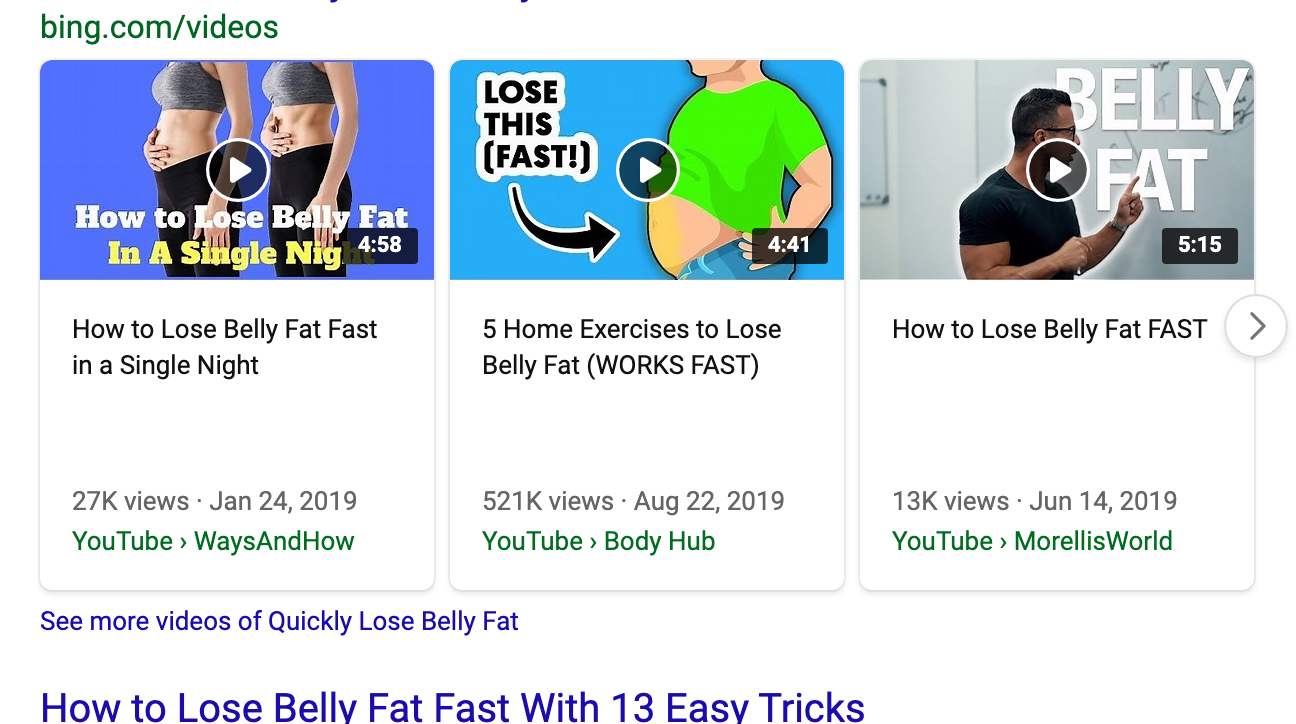 bing.com/videos
How to Lose Belly Fat
In A Single Night
4:58
LOSE
THIS
(FAST!)
4:41
BELLY
FAT
5:15
How to Lose Belly Fat Fast
in a Single Night
27K views · Jan 24, 2019
YouTube › WaysAndHow
5 Home Exercises to Lose
Belly Fat (WORKS FAST)
521K views · Aug 22, 2019
YouTube › Body Hub
How to Lose Belly Fat FAST
13K views · Jun 14, 2019
YouTube › MorellisWorld
See more videos of Quickly Lose Belly Fat
How to Lose Belly Fat Fast With 13 Easy Tricks